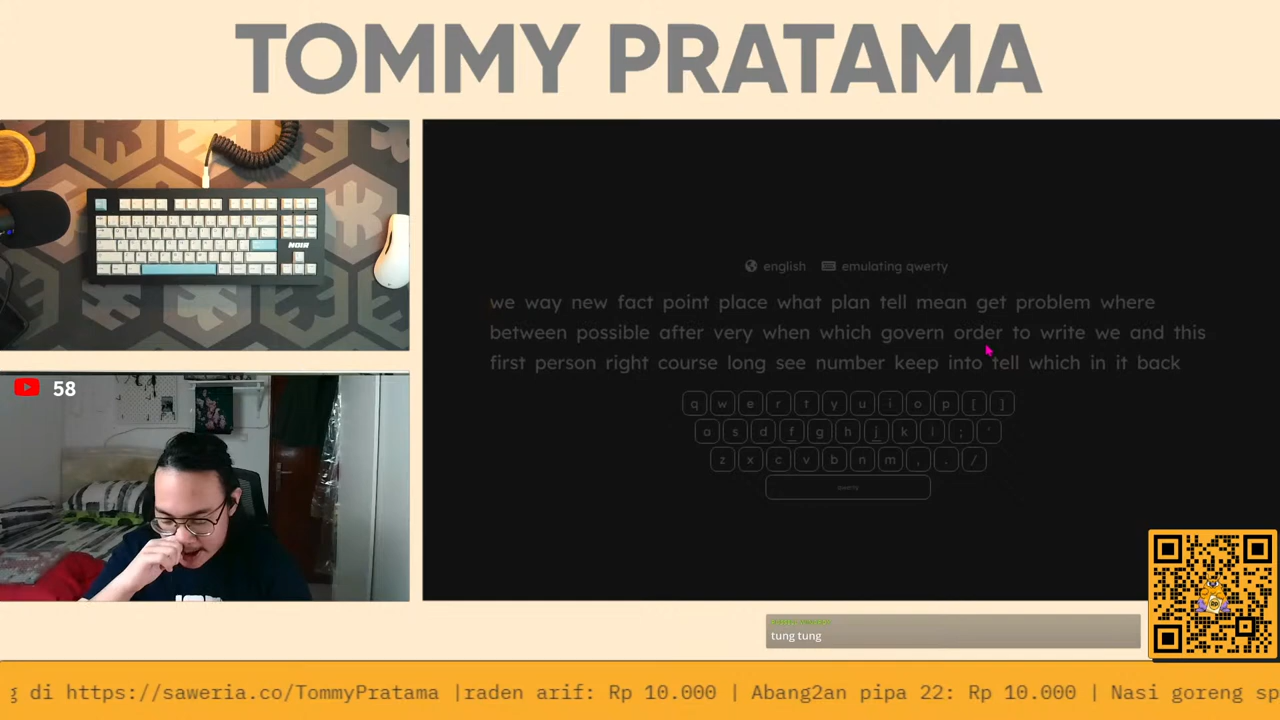 TOMMY PRATAMA
NOIR
english emulating qwerty
we way new fact point place what plan tell mean get problem where
between possible after very when which govern order to write we and this
first person right course long see number keep into tell which in it back
q w e r t y u i o p [ ]
a s d f g h j k l ; '
z x c v b n m , . /
qwerty
58
tung tung
di https://saweria.co/TommyPratama |raden arif: Rp 10.000 | Abang2an pipa 22: Rp 10.000 | Nasi goreng sp